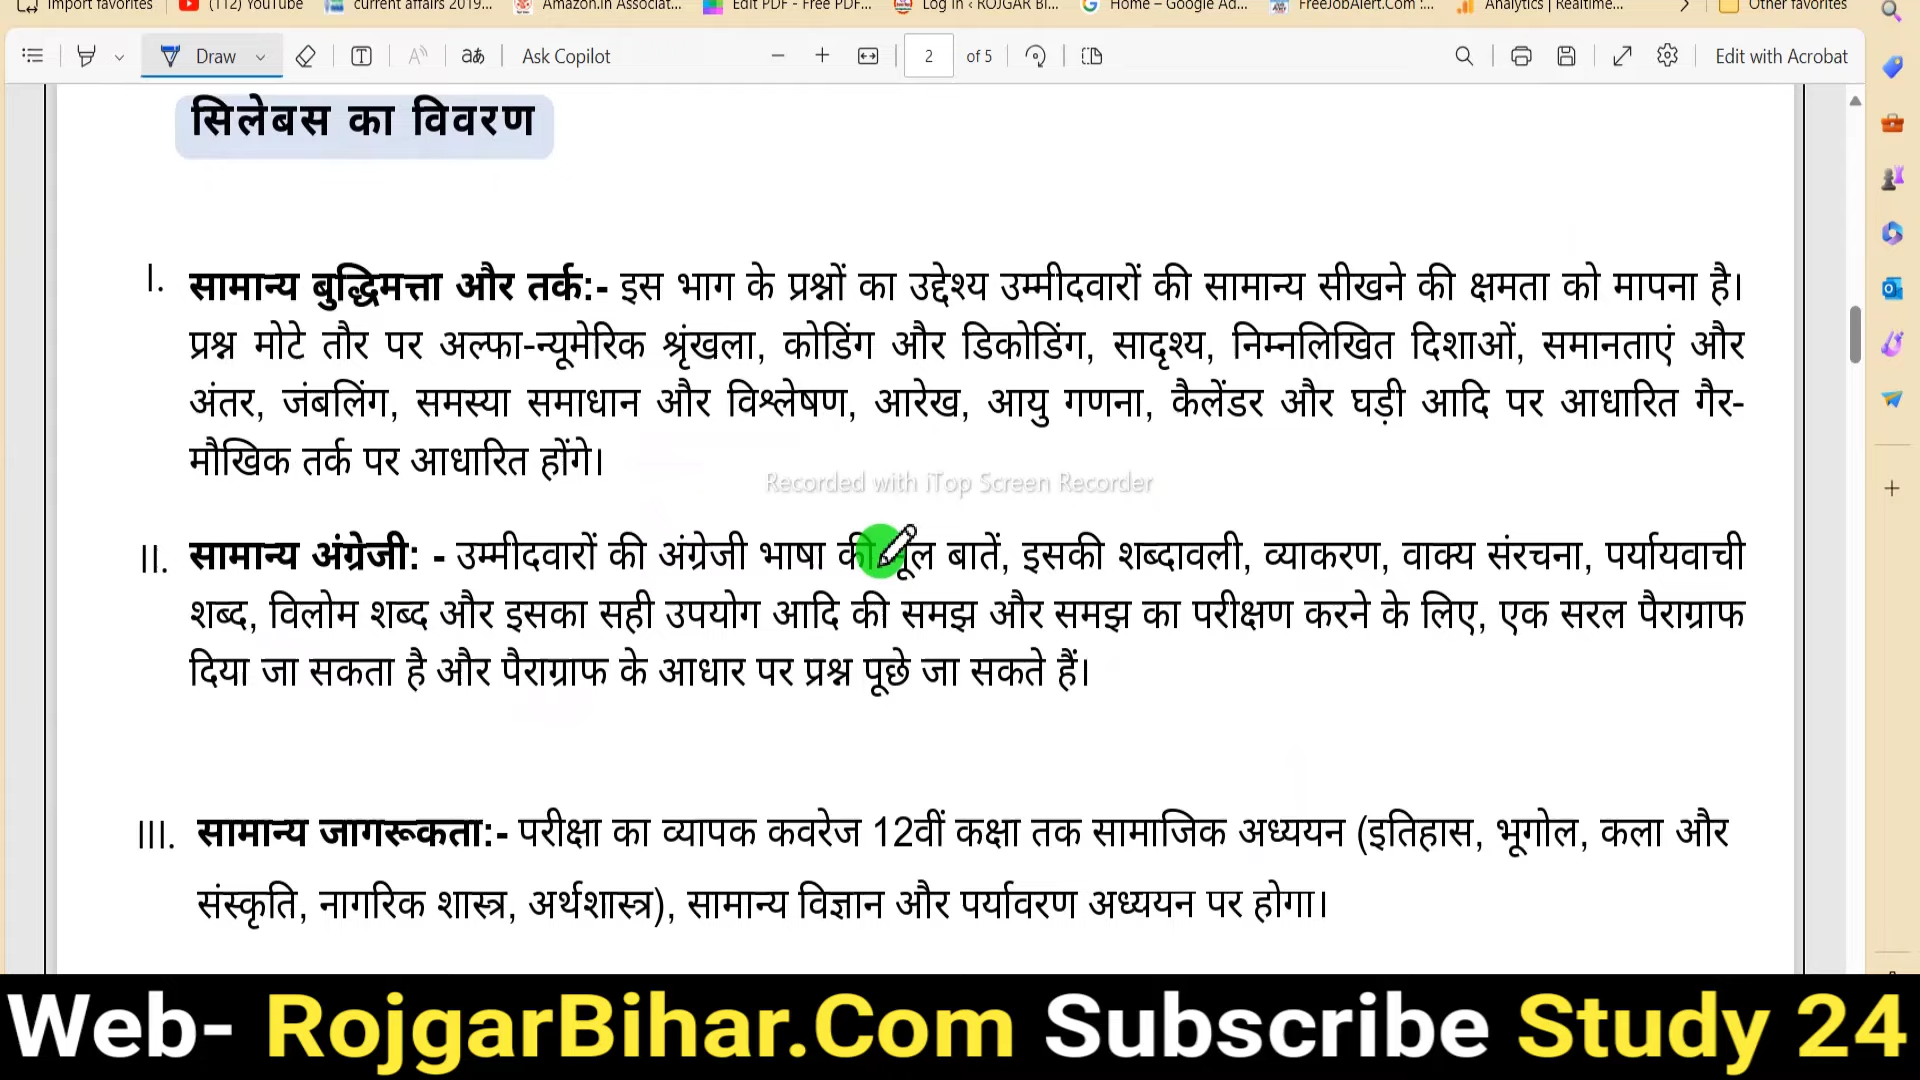 Import favorites (112) YouTube current affairs 2019... Amazon.in Associat... Edit PDF - Free PDF... Log In ‹ ROJGAR BI... Home – Google Ad... FreeJobAlert.Com :... Analytics | Realtime... Other favorites
Draw Ask Copilot 2 of 5 Edit with Acrobat
सिलेबस का विवरण
I. सामान्य बुद्धिमत्ता और तर्क:- इस भाग के प्रश्नों का उद्देश्य उम्मीदवारों की सामान्य सीखने की क्षमता को मापना है।
प्रश्न मोटे तौर पर अल्फा-न्यूमेरिक श्रृंखला, कोडिंग और डिकोडिंग, सादृश्य, निम्नलिखित दिशाओं, समानताएं और
अंतर, जंबलिंग, समस्या समाधान और विश्लेषण, आरेख, आयु गणना, कैलेंडर और घड़ी आदि पर आधारित गैर-
मौखिक तर्क पर आधारित होंगे।
Recorded with iTop Screen Recorder
II. सामान्य अंग्रेजी: - उम्मीदवारों की अंग्रेजी भाषा की बातें, इसकी शब्दावली, व्याकरण, वाक्य संरचना, पर्यायवाची
शब्द, विलोम शब्द और इसका सही उपयोग आदि की समझ और समझ का परीक्षण करने के लिए, एक सरल पैराग्राफ
दिया जा सकता है और पैराग्राफ के आधार पर प्रश्न पूछे जा सकते हैं।
III. सामान्य जागरूकता:- परीक्षा का व्यापक कवरेज 12वीं कक्षा तक सामाजिक अध्ययन (इतिहास, भूगोल, कला और
संस्कृति, नागरिक शास्त्र, अर्थशास्त्र), सामान्य विज्ञान और पर्यावरण अध्ययन पर होगा।
Web- RojgarBihar.Com Subscribe Study 24